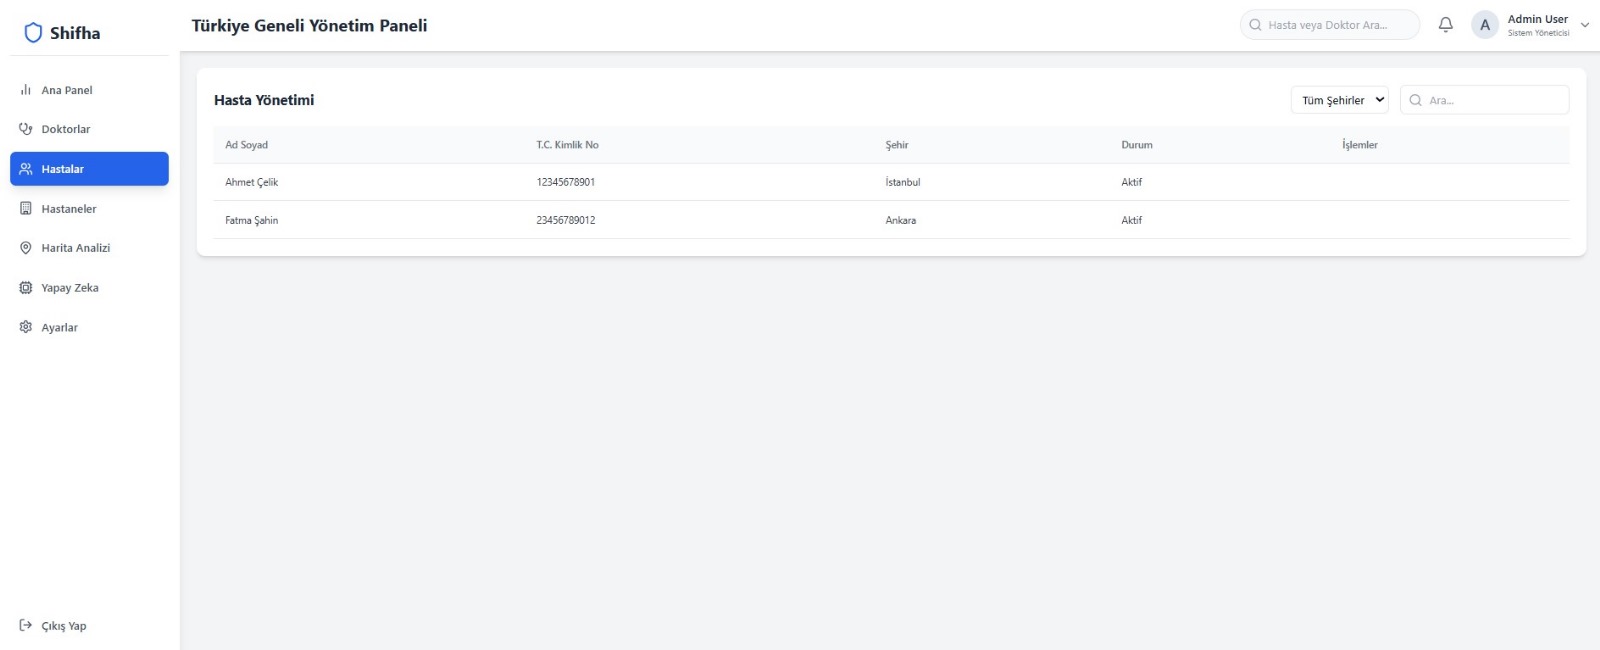 Shifha
Türkiye Geneli Yönetim Paneli
Hasta veya Doktor Ara...
A
Admin User
Sistem Yöneticisi
Ana Panel
Doktorlar
Hastalar
Hastaneler
Harita Analizi
Yapay Zeka
Ayarlar
Çıkış Yap
Hasta Yönetimi
Tüm Şehirler
Ara...
Ad Soyad T.C. Kimlik No Şehir Durum İşlemler
Ahmet Çelik 12345678901 İstanbul Aktif
Fatma Şahin 23456789012 Ankara Aktif